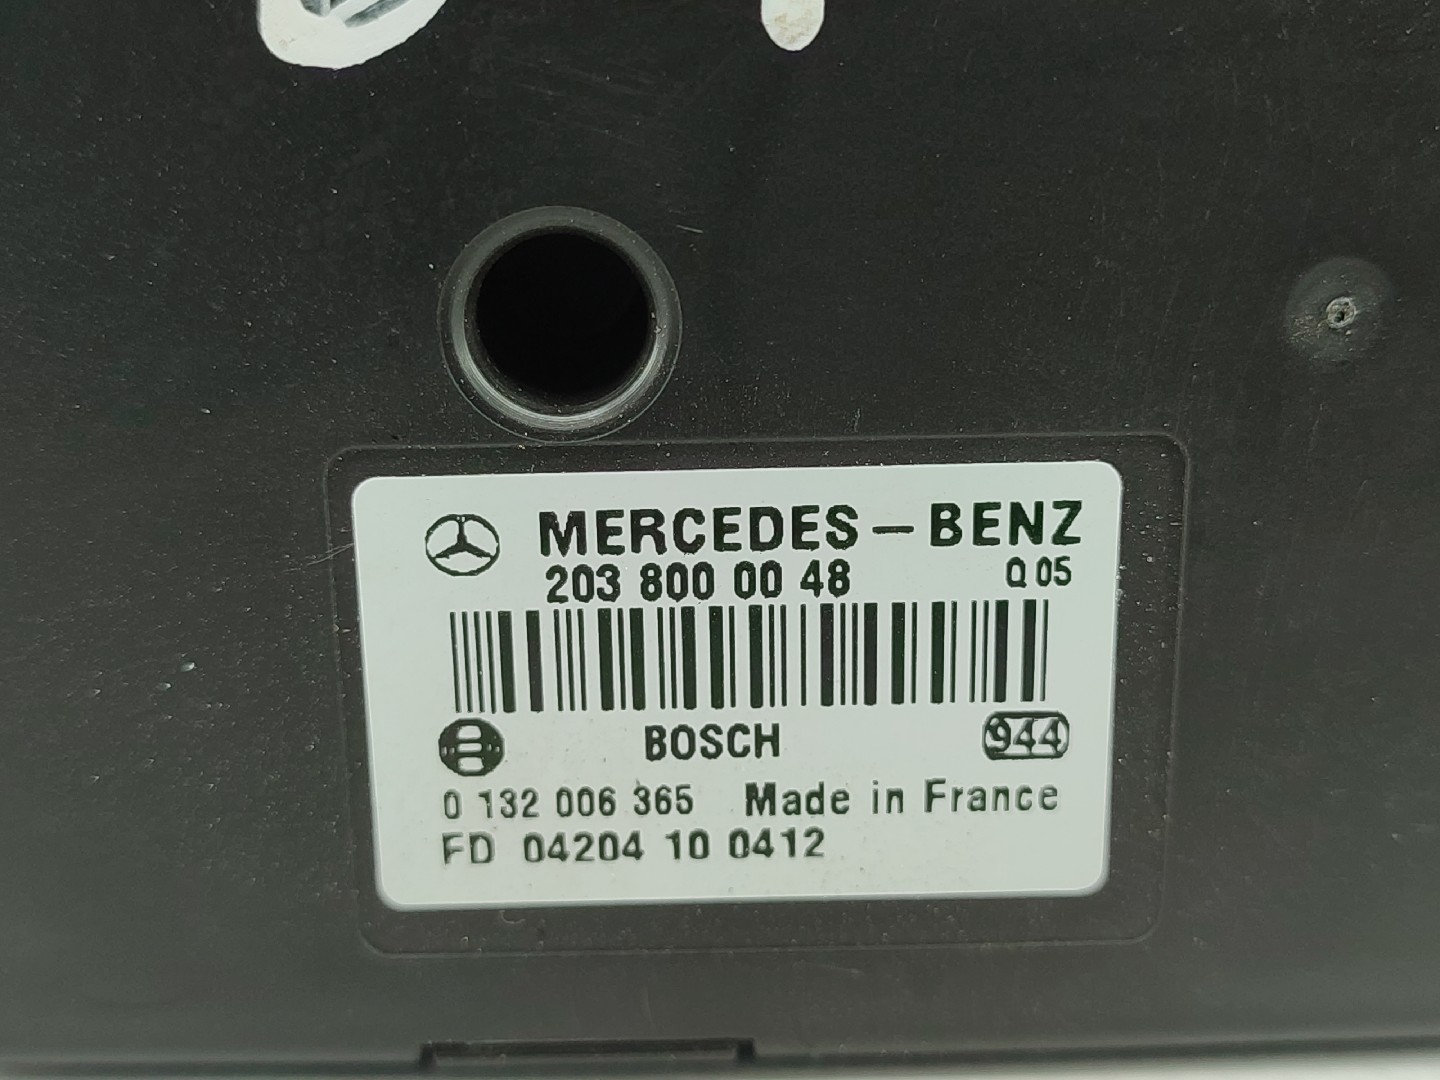 MERCEDES-BENZ
203 800 00 48 Q 05
BOSCH 944
0 132 006 365 Made in France
FD 04204 10 0412